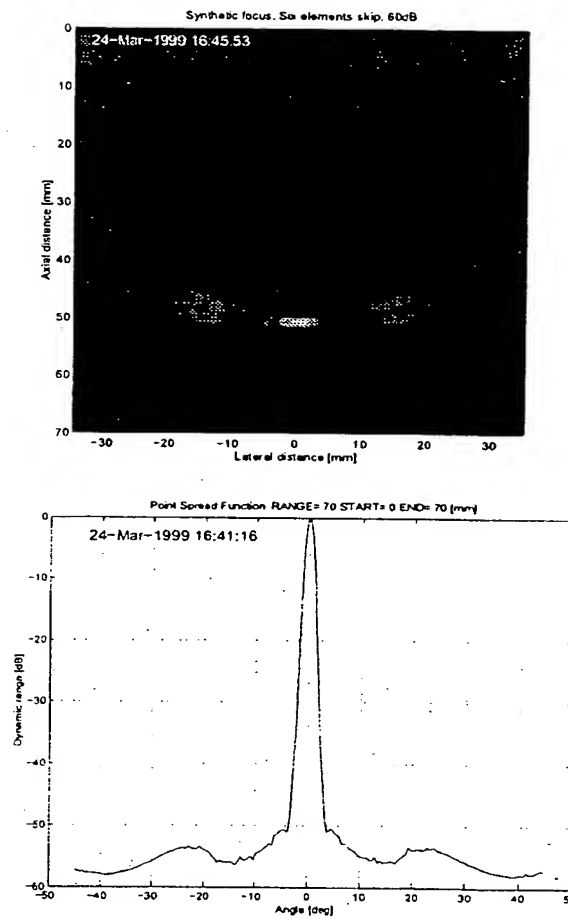 Synthetic focus. Six elements skip. 60dB
0
24-Mar-1999 16.45.53
10
20
30
40
50
60
70
Axial distance [mm]
-30 -20 -10 0 10 20 30
Lateral distance [mm]
Point Spread Function RANGE= 70 START= 0 END= 70 [mm]
0
24-Mar-1999 16:41:16
-10
-20
-30
-40
-50
-60
Dynamic range [dB]
-50 -40 -30 -20 -10 0 10 20 30 40 50
Angle [deg]